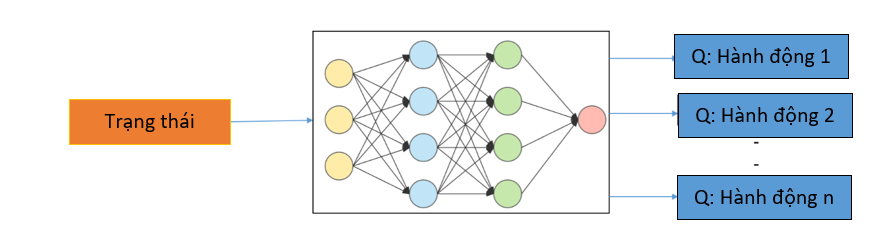 Trạng thái
Q: Hành động 1
Q: Hành động 2
-
-
Q: Hành động n